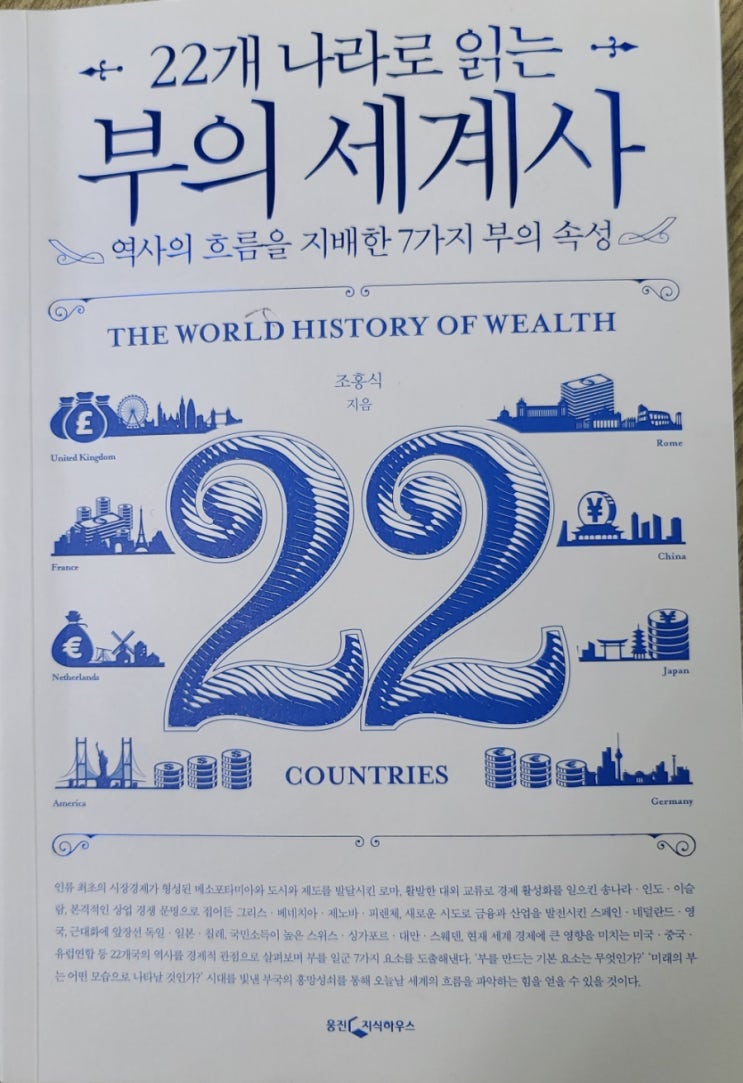 22개 나라로 읽는
부의 세계사
역사의 흐름을 지배한 7가지 부의 속성
THE WORLD HISTORY OF WEALTH
조홍식
지음
£
United Kingdom
Rome
France
¥
China
€
Netherlands
¥
Japan
22
$ $ $
America
COUNTRIES
€ € €
Germany
인류 최초의 시장경제가 형성된 메소포타미아와 도시와 제도를 발달시킨 로마, 활발한 대외 교류로 경제 활성화를 일으킨 송나라 · 인도 · 이슬
람, 본격적인 상업 경쟁 문명으로 접어든 그리스 · 베네치아 · 제노바 · 피렌체, 새로운 시도로 금융과 산업을 발전시킨 스페인 · 네덜란드 · 영
국, 근대화에 앞장선 독일 · 일본 · 칠레, 국민소득이 높은 스위스 · 싱가포르 · 대만 · 스웨덴, 현재 세계 경제에 큰 영향을 미치는 미국 · 중국 ·
유럽연합 등 22개국의 역사를 경제적 관점으로 살펴보며 부를 일군 7가지 요소를 도출해낸다. '부를 만드는 기본 요소는 무엇인가?' '미래의 부
는 어떤 모습으로 나타날 것인가?' 시대를 빛낸 부국의 흥망성쇠를 통해 오늘날 세계의 흐름을 파악하는 힘을 얻을 수 있을 것이다.
웅진 지식하우스